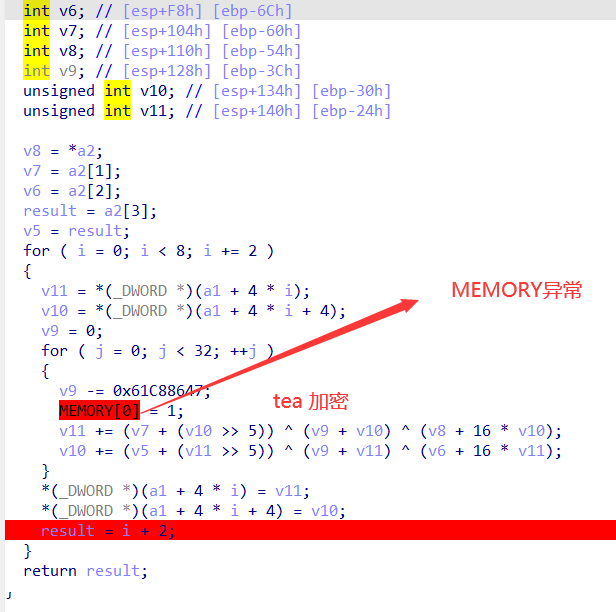 int v6; // [esp+F8h] [ebp-6Ch]
int v7; // [esp+104h] [ebp-60h]
int v8; // [esp+110h] [ebp-54h]
int v9; // [esp+128h] [ebp-3Ch]
unsigned int v10; // [esp+134h] [ebp-30h]
unsigned int v11; // [esp+140h] [ebp-24h]

v8 = *a2;
v7 = a2[1];
v6 = a2[2];
result = a2[3];
v5 = result;
for ( i = 0; i < 8; i += 2 )
{
  v11 = *(_DWORD *)(a1 + 4 * i);
  v10 = *(_DWORD *)(a1 + 4 * i + 4);
  v9 = 0;
  for ( j = 0; j < 32; ++j )
  {
    v9 -= 0x61C88647;
    MEMORY[0] = 1;
    v11 += (v7 + (v10 >> 5)) ^ (v9 + v10) ^ (v8 + 16 * v10);
    v10 += (v5 + (v11 >> 5)) ^ (v9 + v11) ^ (v6 + 16 * v11);
  }
  *(_DWORD *)(a1 + 4 * i) = v11;
  *(_DWORD *)(a1 + 4 * i + 4) = v10;
  result = i + 2;
}
return result;
MEMORY异常
tea 加密